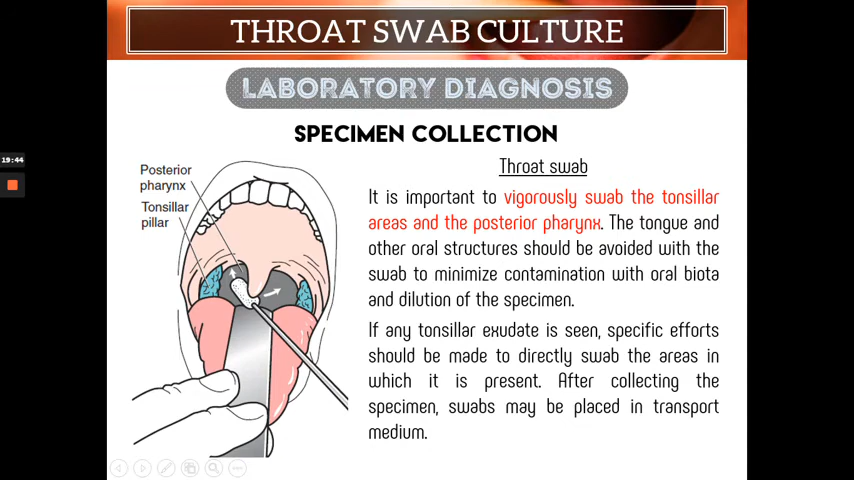 THROAT SWAB CULTURE
LABORATORY DIAGNOSIS
SPECIMEN COLLECTION
19:44
Posterior
pharynx
Tonsillar
pillar
Throat swab
It is important to vigorously swab the tonsillar
areas and the posterior pharynx. The tongue and
other oral structures should be avoided with the
swab to minimize contamination with oral biota
and dilution of the specimen.
If any tonsillar exudate is seen, specific efforts
should be made to directly swab the areas in
which it is present. After collecting the
specimen, swabs may be placed in transport
medium.